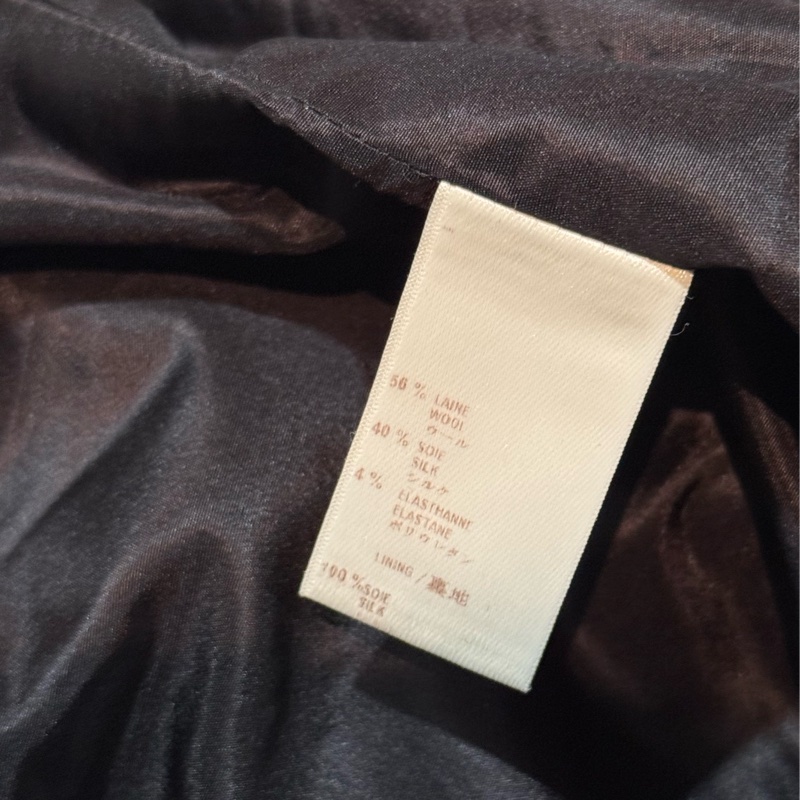 56 % LAINE
WOOL
ウール
40 % SOIE
SILK
シルケ
4 % ELASTHANNE
ELASTANE
ポリウレタン
LINING / 裏地
100 % SOIE
SILK